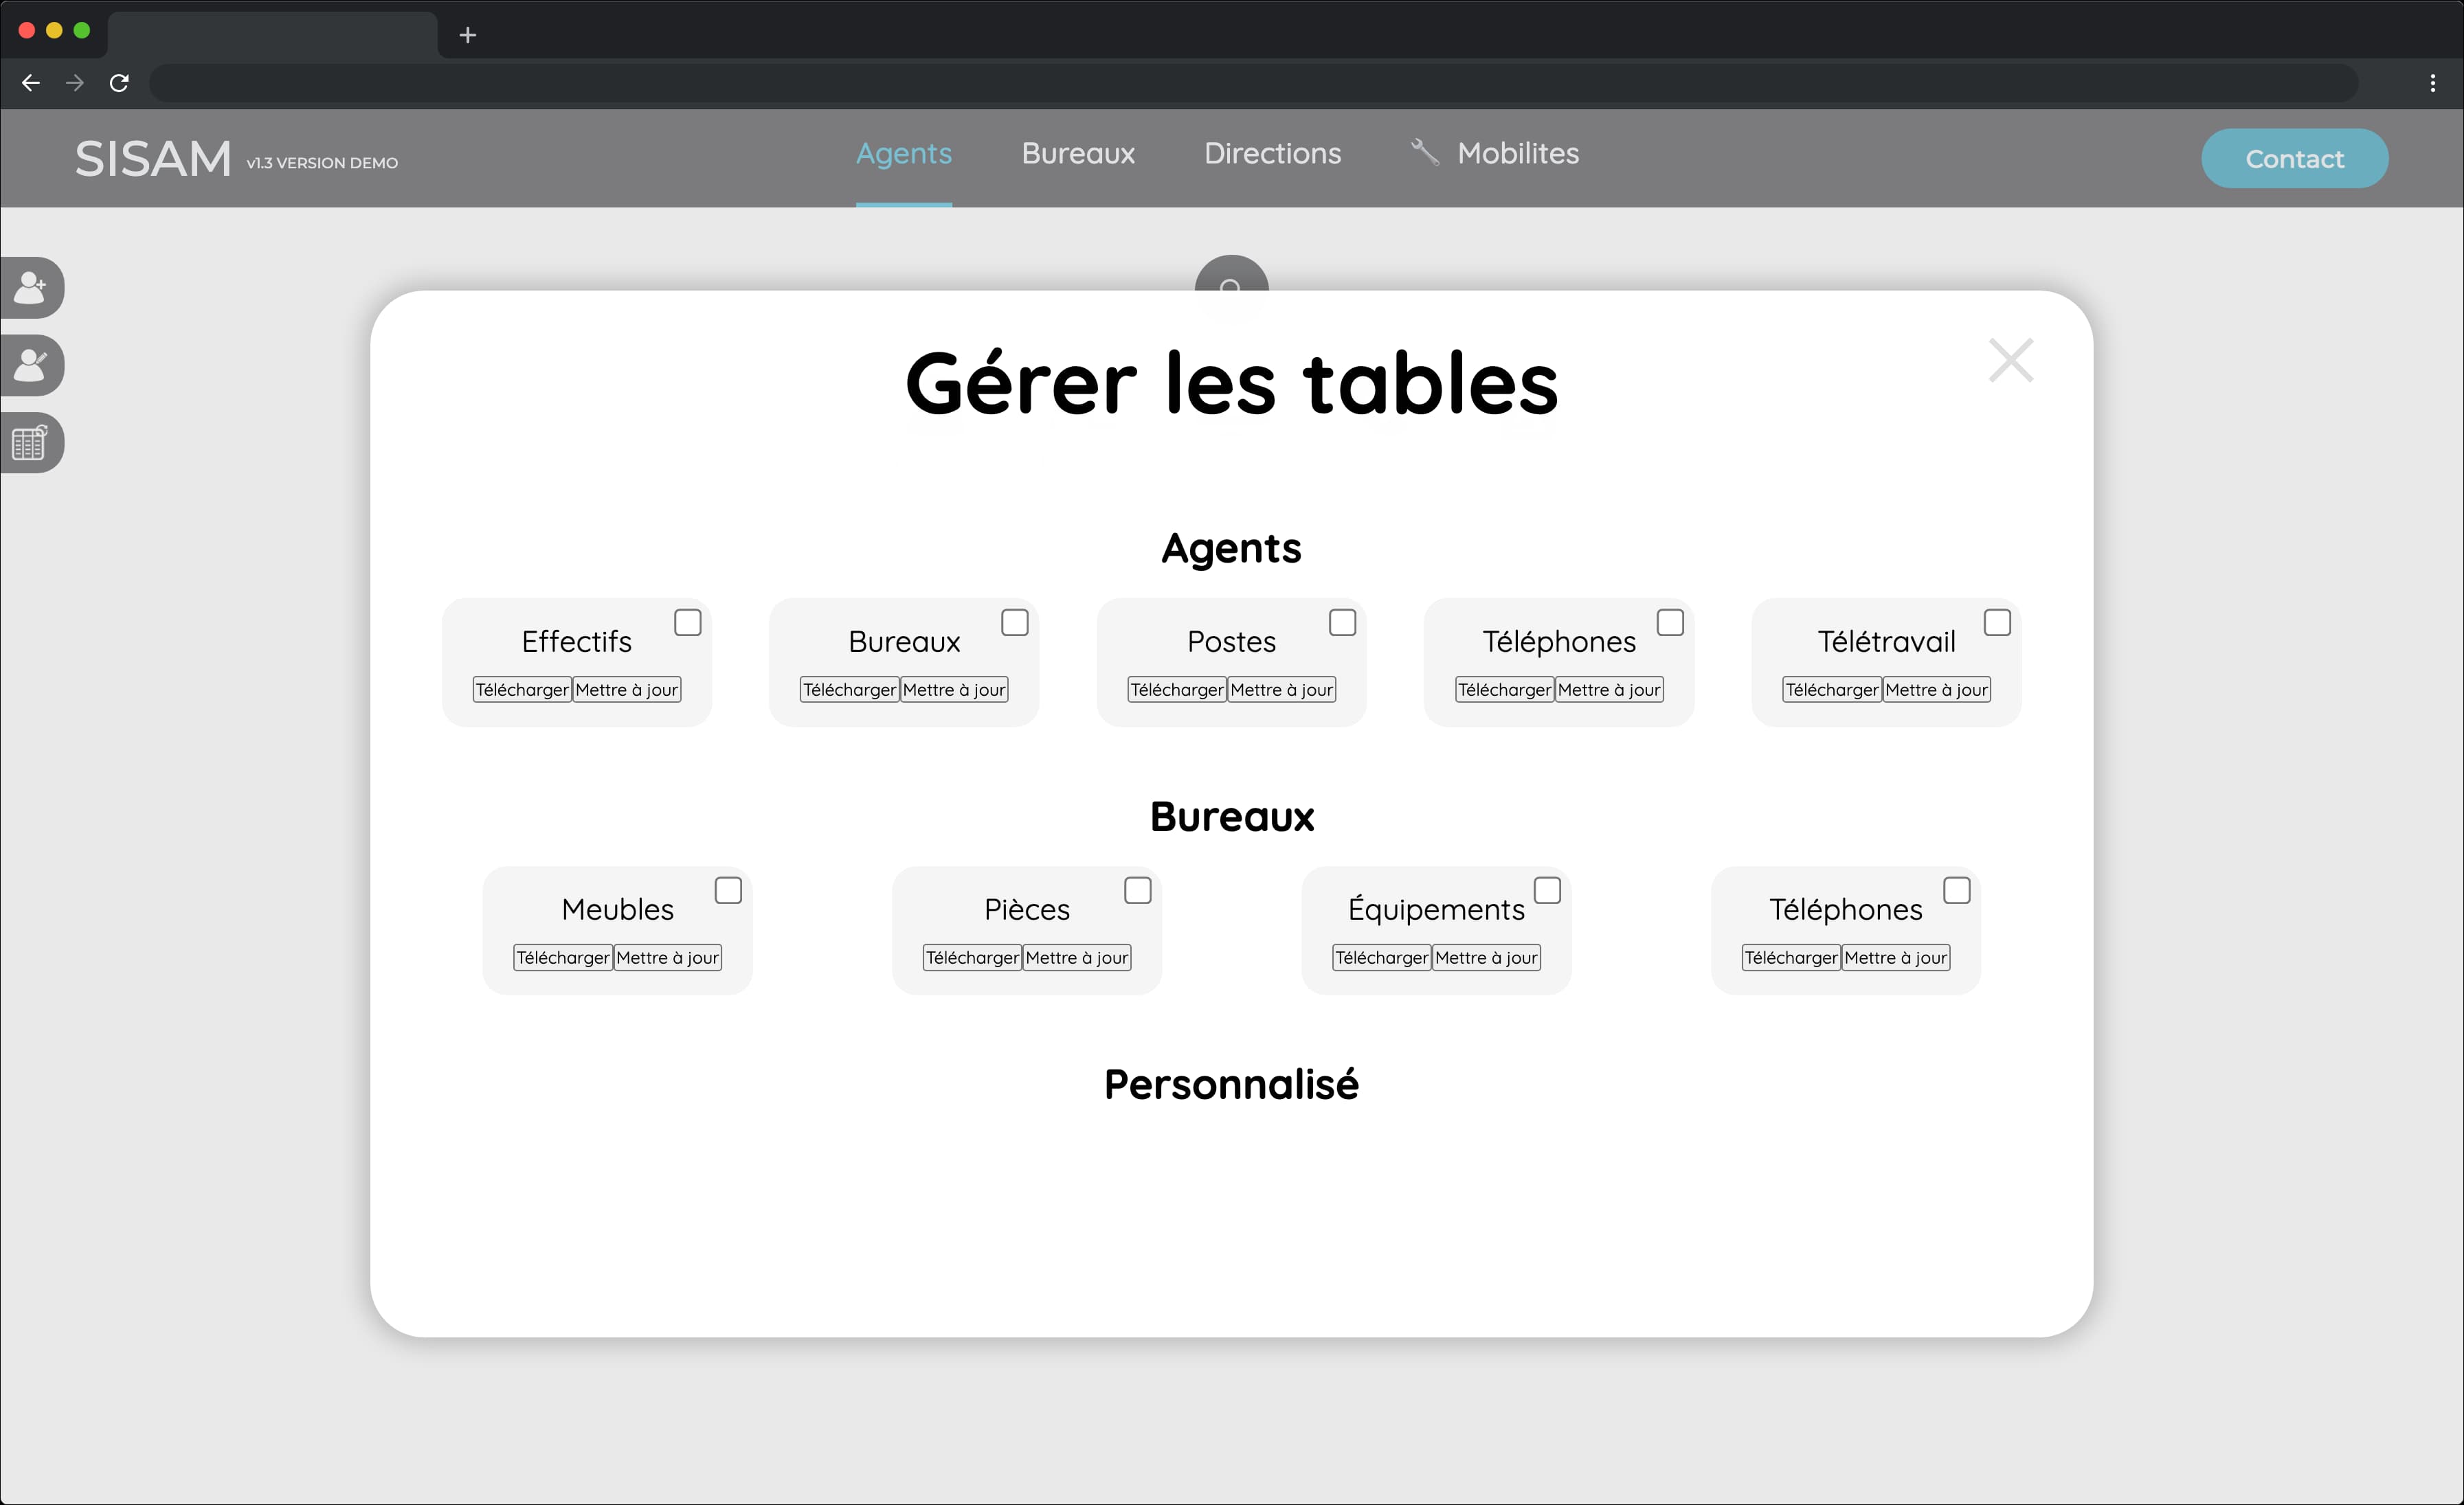 SISAM v1.3 VERSION DEMO
Agents Bureaux Directions Mobilites
Contact
Gérer les tables
Agents
Effectifs Bureaux Postes Téléphones Télétravail
Télécharger Mettre à jour Télécharger Mettre à jour Télécharger Mettre à jour Télécharger Mettre à jour Télécharger Mettre à jour
Bureaux
Meubles Pièces Équipements Téléphones
Télécharger Mettre à jour Télécharger Mettre à jour Télécharger Mettre à jour Télécharger Mettre à jour
Personnalisé